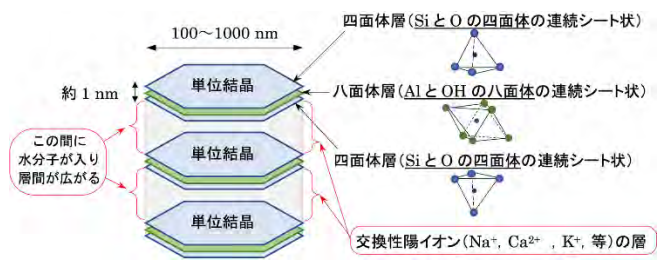 100～1000 nm
四面体層(SiとOの四面体の連続シート状)
約 1 nm
単位結晶
八面体層(AlとOHの八面体の連続シート状)
この間に
水分子が入り
層間が広がる
単位結晶
四面体層(SiとOの四面体の連続シート状)
単位結晶
交換性陽イオン(Na⁺, Ca²⁺ , K⁺, 等)の層